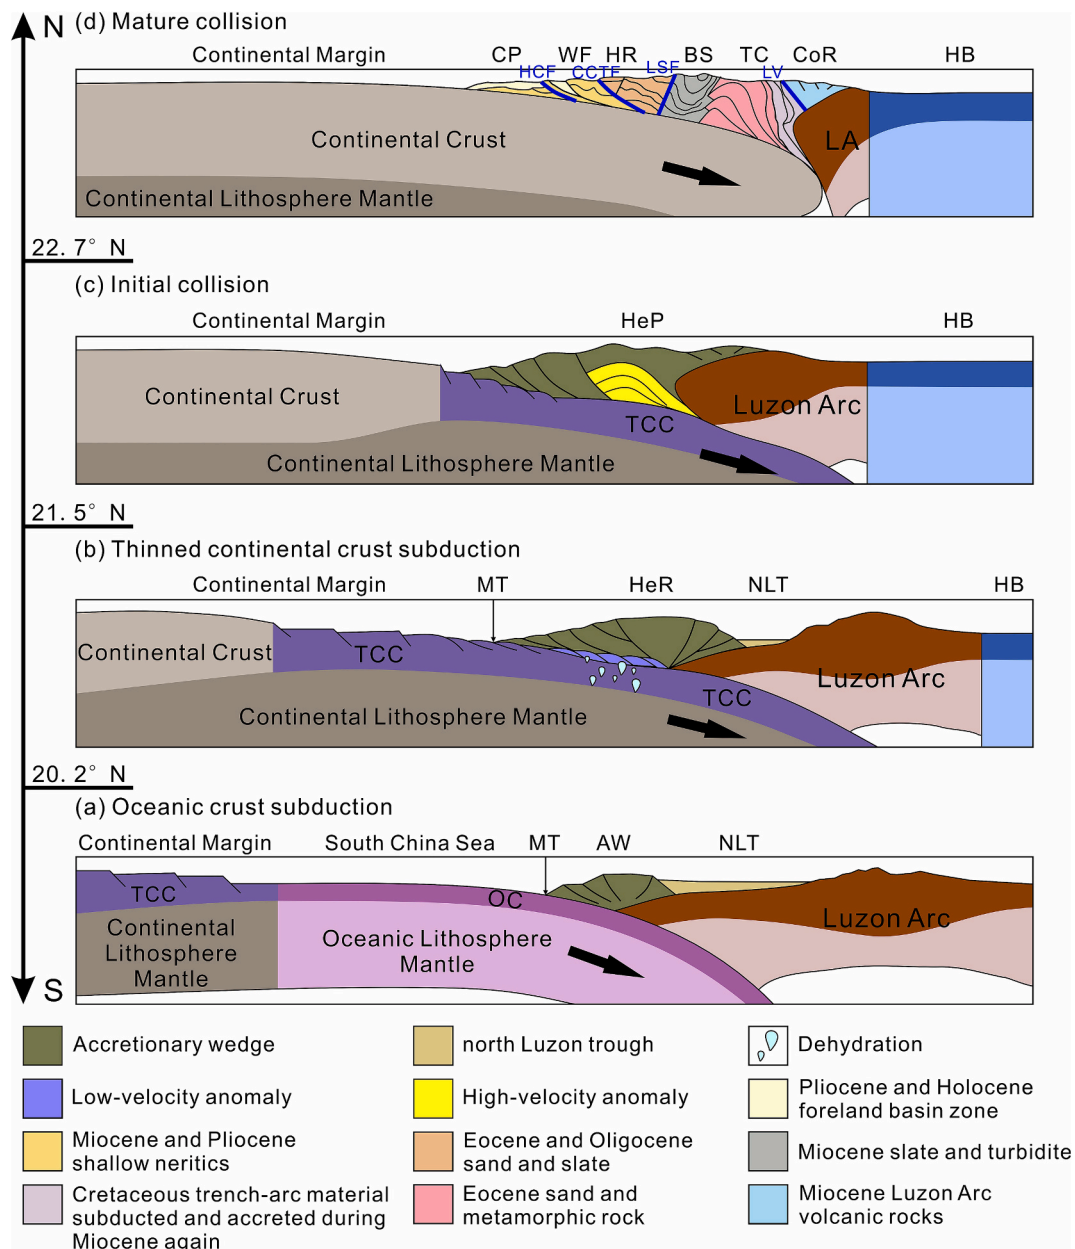 N
(d) Mature collision
Continental Margin CP WF HR BS TC CoR HB
HCF CCTF LSF LV
Continental Crust
LA
Continental Lithosphere Mantle
22. 7° N
(c) Initial collision
Continental Margin HeP HB
Continental Crust
Luzon Arc
TCC
Continental Lithosphere Mantle
21. 5° N
(b) Thinned continental crust subduction
Continental Margin MT HeR NLT HB
Continental Crust
TCC
Luzon Arc
TCC
Continental Lithosphere Mantle
20. 2° N
(a) Oceanic crust subduction
Continental Margin South China Sea MT AW NLT
TCC
OC
Luzon Arc
Continental
Lithosphere
Mantle
Oceanic Lithosphere
Mantle
S
Accretionary wedge
north Luzon trough
Dehydration
Low-velocity anomaly
High-velocity anomaly
Pliocene and Holocene
foreland basin zone
Miocene and Pliocene
shallow neritics
Eocene and Oligocene
sand and slate
Miocene slate and turbidite
Cretaceous trench-arc material
subducted and accreted during
Miocene again
Eocene sand and
metamorphic rock
Miocene Luzon Arc
volcanic rocks